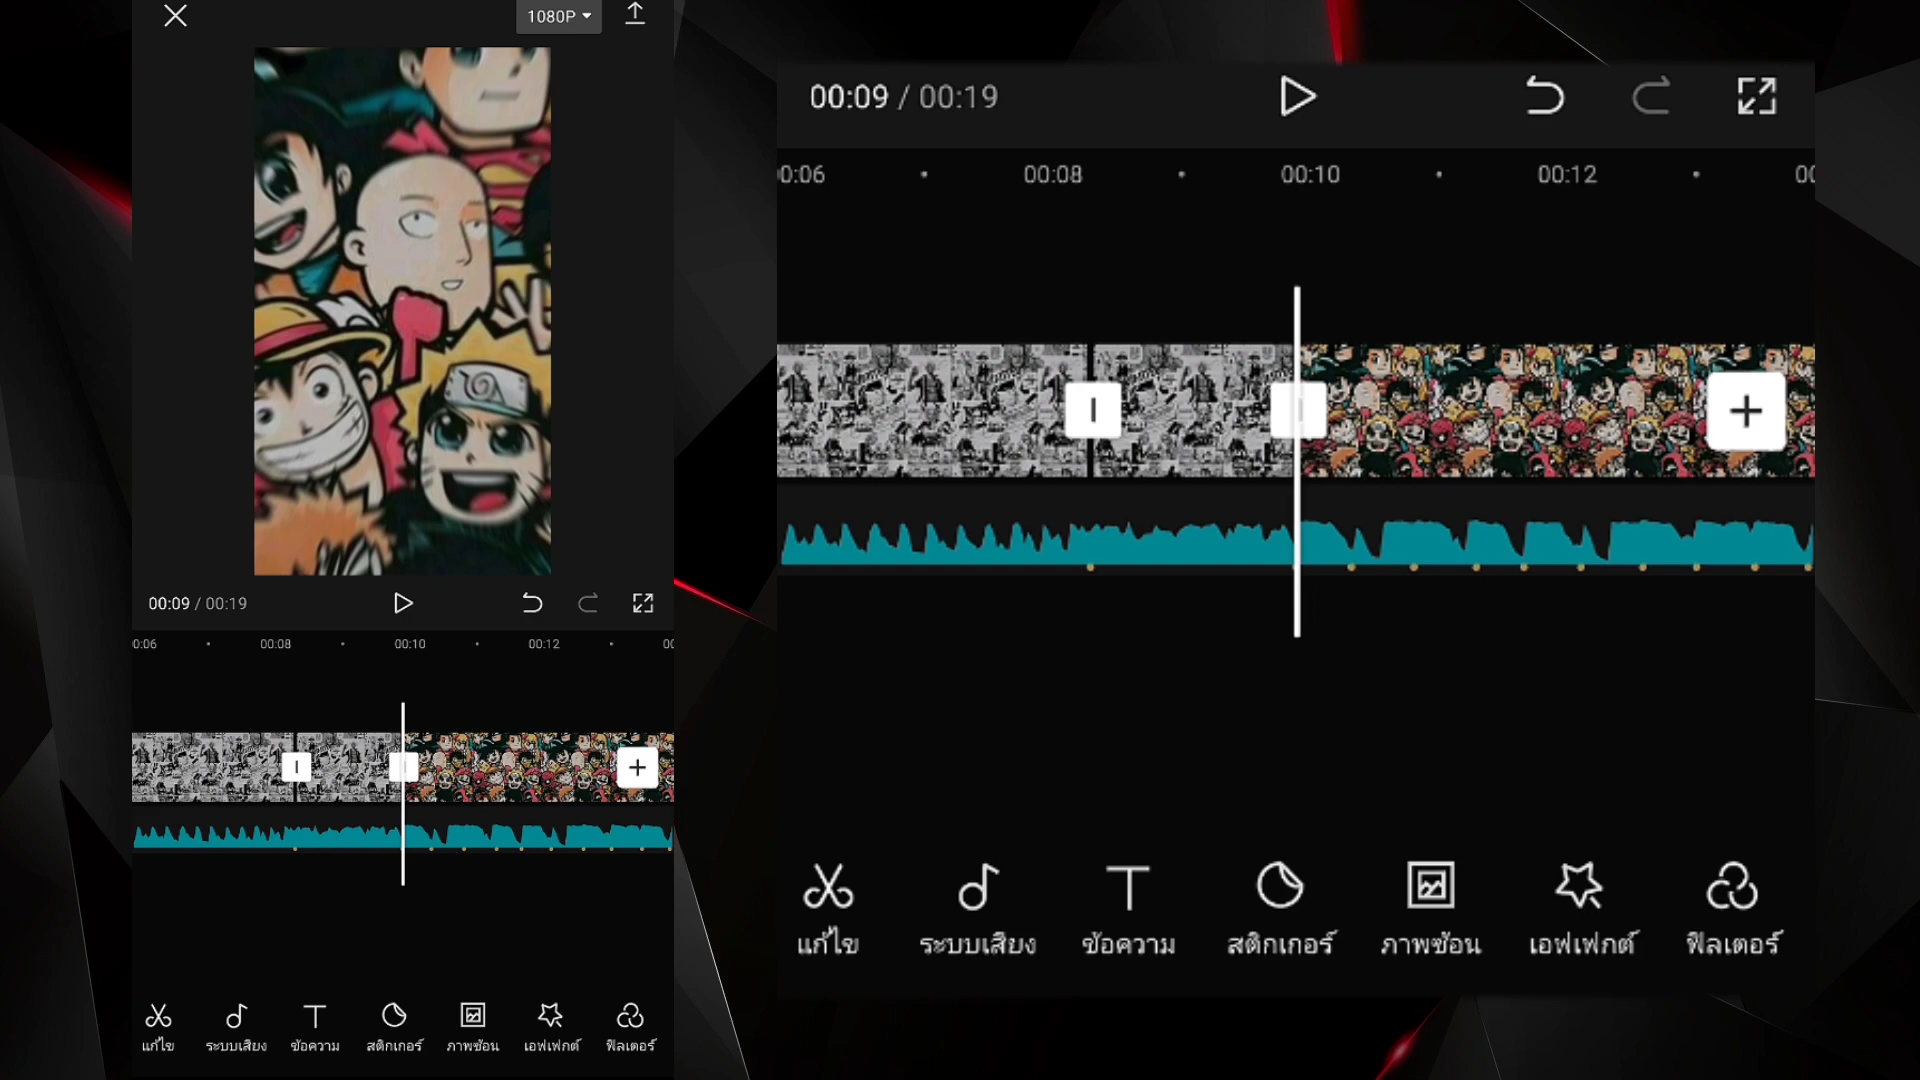 1080P
00:09 / 00:19
0:06 00:08 00:10 00:12 00
แก้ไข ระบบเสียง ข้อความ สติกเกอร์ ภาพซ้อน เอฟเฟกต์ ฟิลเตอร์
00:09 / 00:19
0:06 00:08 00:10 00:12 00
แก้ไข ระบบเสียง ข้อความ สติกเกอร์ ภาพซ้อน เอฟเฟกต์ ฟิลเตอร์